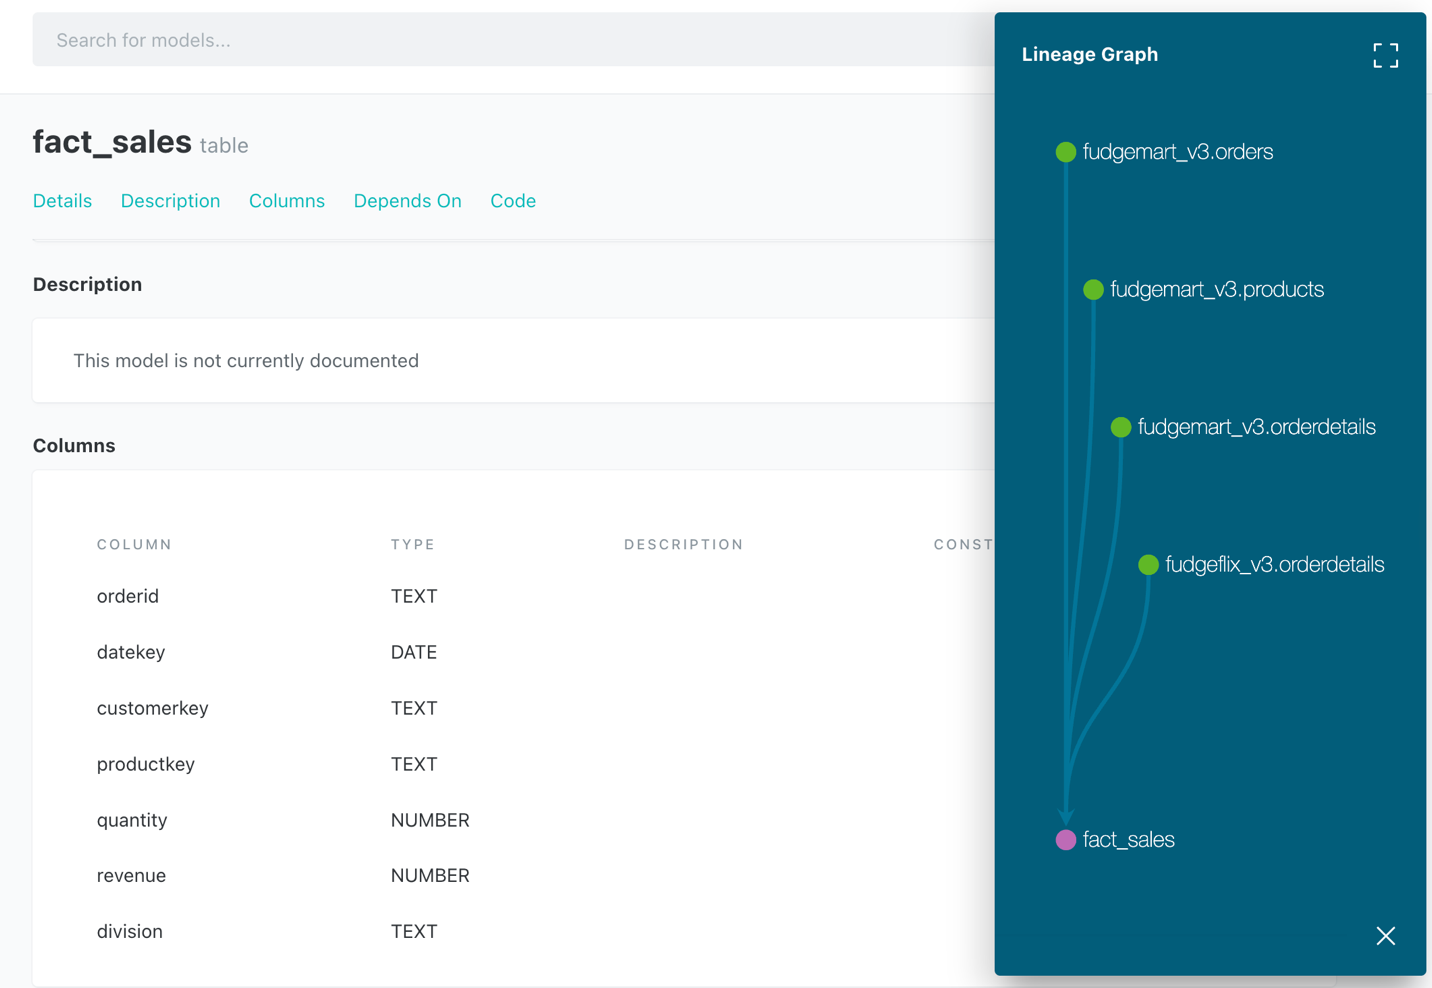 Search for models...
fact_sales table
Details Description Columns Depends On Code
Description
This model is not currently documented
Columns
COLUMN TYPE DESCRIPTION CONST
orderid TEXT
datekey DATE
customerkey TEXT
productkey TEXT
quantity NUMBER
revenue NUMBER
division TEXT
Lineage Graph
fudgemart_v3.orders
fudgemart_v3.products
fudgemart_v3.orderdetails
fudgeflix_v3.orderdetails
fact_sales